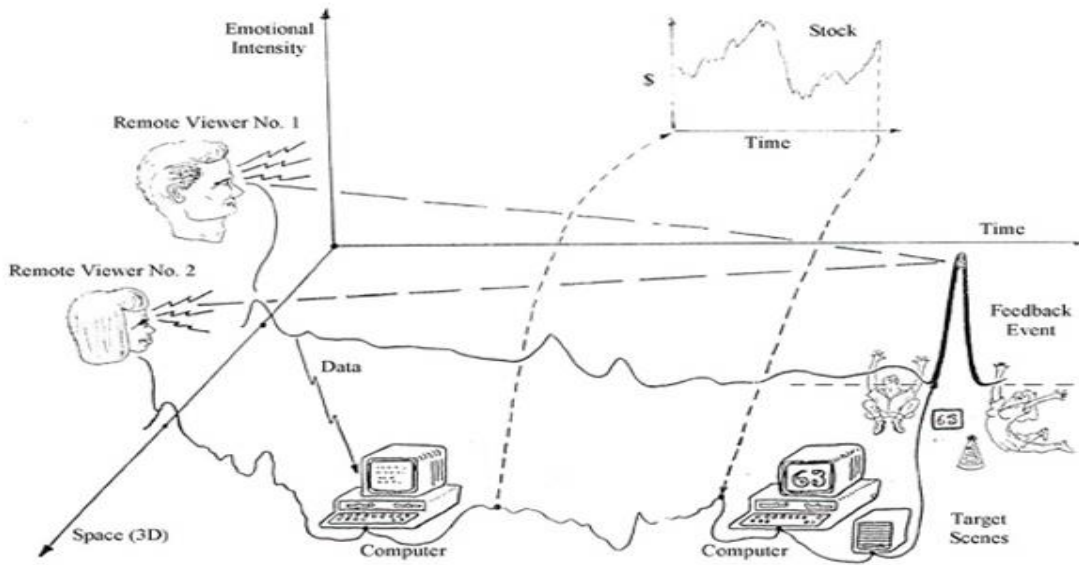 Emotional
Intensity
Stock
$
Time
Remote Viewer No. 1
Time
Remote Viewer No. 2
Feedback
Event
Data
63
63
Space (3D)
Computer
Computer
Target
Scenes